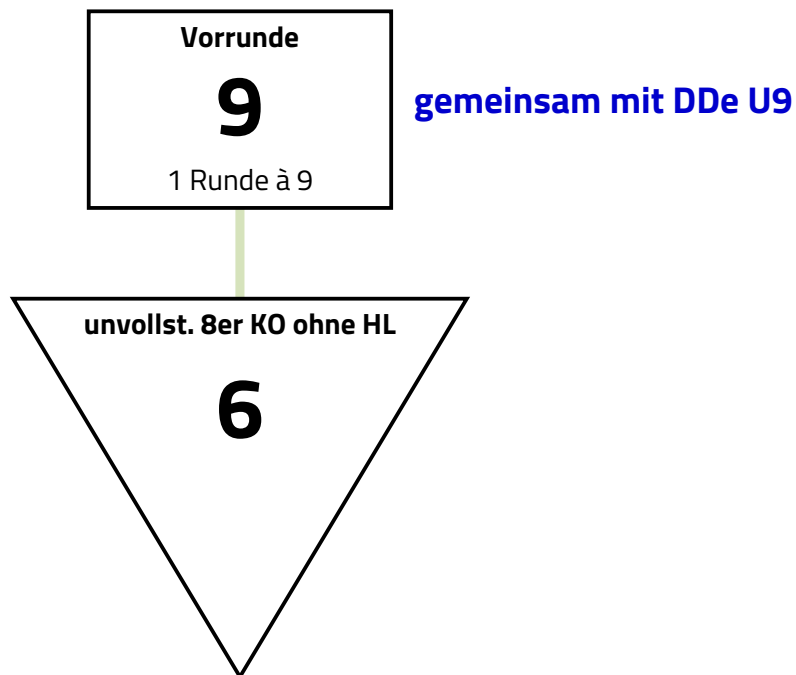 Vorrunde
9
gemeinsam mit DDe U9
1 Runde à 9
unvollst. 8er KO ohne HL
6